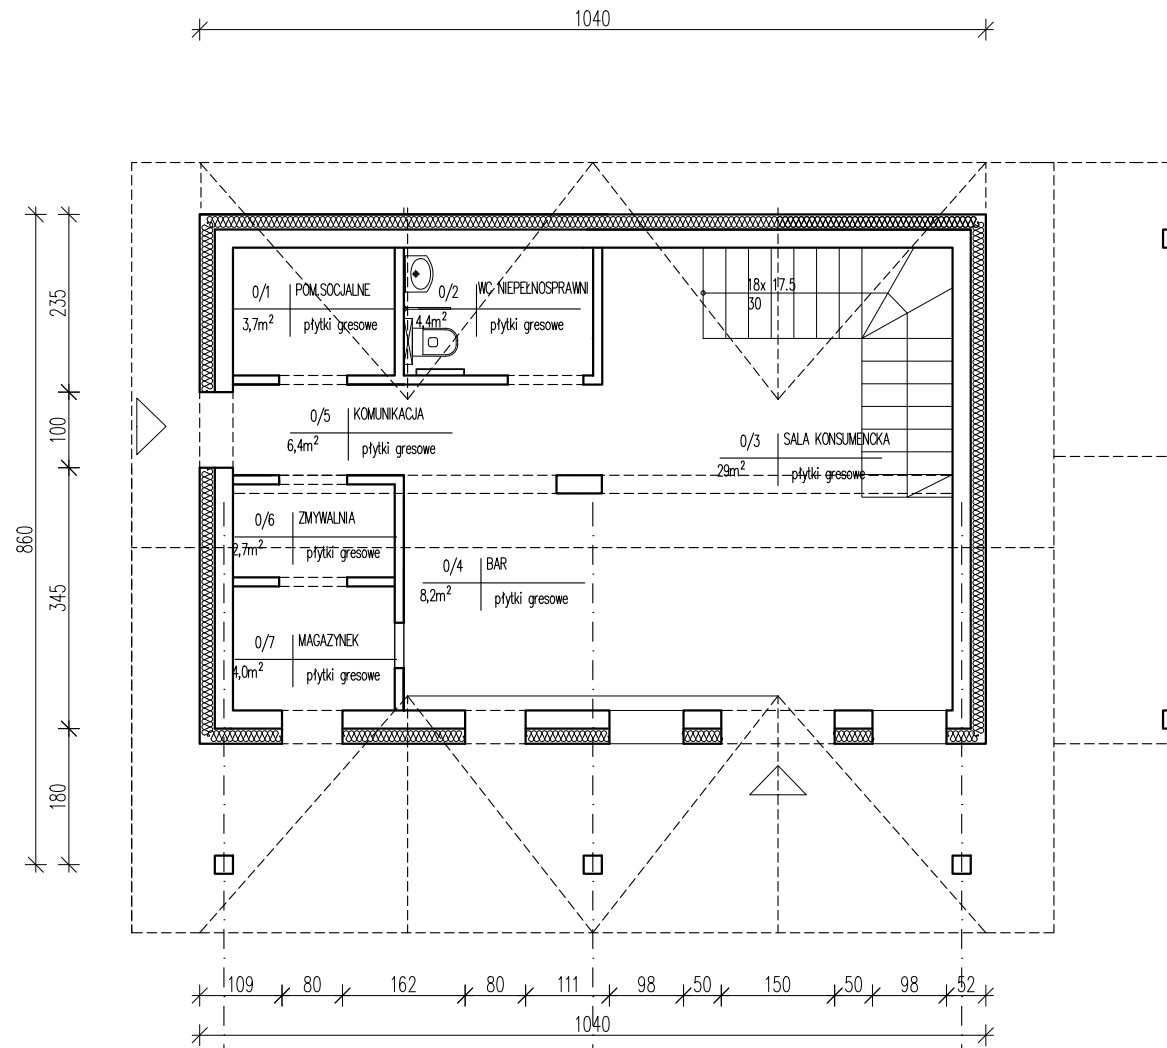 1040
235
100
860
345
180
0/1 POM.SOCJALNE
3,7m² płytki gresowe
0/2 WC NIEPEŁNOSPRAWNI
4,4m² płytki gresowe
18x 17.5
30
0/5 KOMUNIKACJA
6,4m² płytki gresowe
0/3 SALA KONSUMENCKA
29m² płytki gresowe
0/6 ZMYWALNIA
2,7m² płytki gresowe
0/4 BAR
8,2m² płytki gresowe
0/7 MAGAZYNEK
4,0m² płytki gresowe
109 80 162 80 111 98 50 150 50 98 52
1040